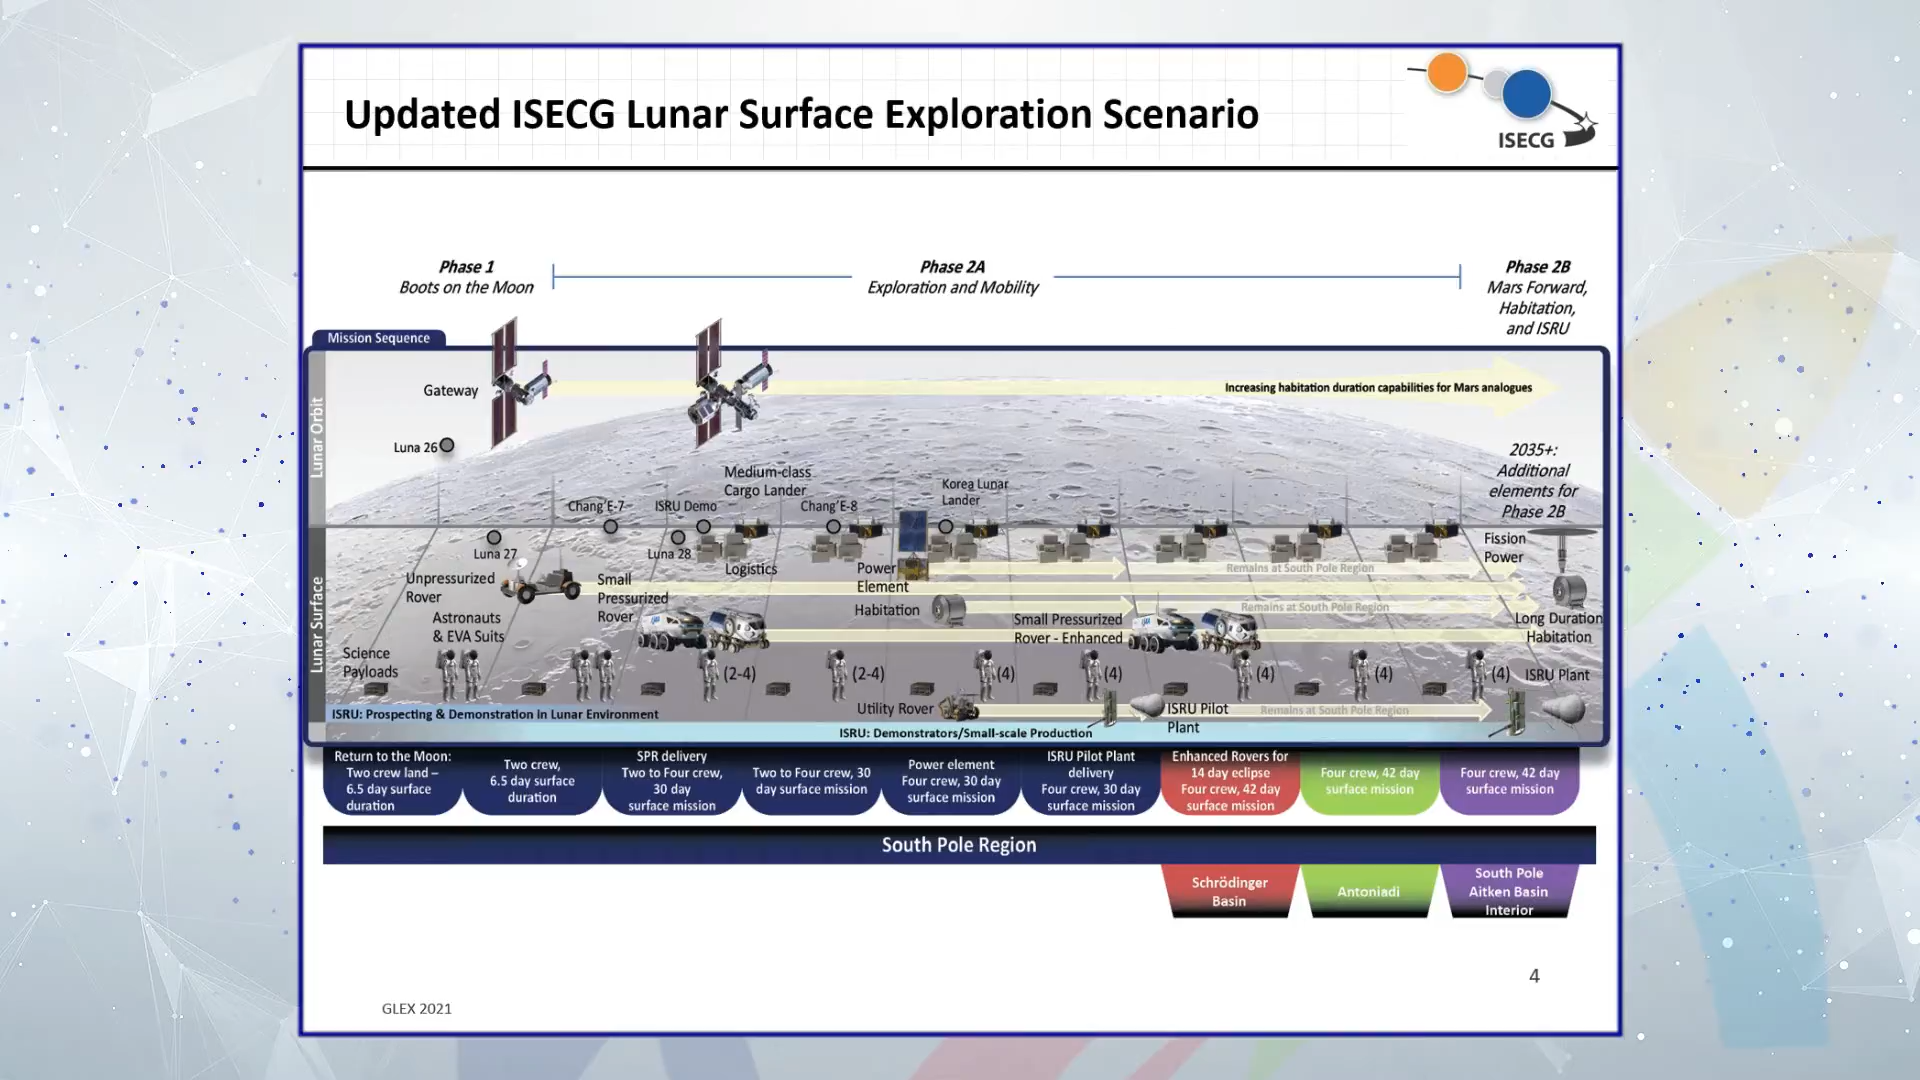 Updated ISECG Lunar Surface Exploration Scenario
ISECG
Phase 1
Boots on the Moon
Phase 2A
Exploration and Mobility
Phase 2B
Mars Forward,
Habitation,
and ISRU
Mission Sequence
Lunar Orbit
Gateway
Increasing habitation duration capabilities for Mars analogues
Luna 26
2035+:
Additional
elements for
Phase 2B
Medium-class
Cargo Lander
Korea Lunar
Lander
Chang'E-7
ISRU Demo
Chang'E-8
Lunar Surface
Luna 27
Luna 28
Logistics
Fission
Power
Power
Element
Remains at South Pole Region
Unpressurized
Rover
Small
Pressurized
Rover
Habitation
Remains at South Pole Region
Astronauts
& EVA Suits
Small Pressurized
Rover - Enhanced
Long Duration
Habitation
Science
Payloads
(2-4)
(2-4)
(4)
(4)
(4)
(4)
(4)
ISRU Plant
Utility Rover
ISRU Pilot
Plant
Remains at South Pole Region
ISRU: Prospecting & Demonstration In Lunar Environment
ISRU: Demonstrators/Small-scale Production
Return to the Moon:
Two crew land –
6.5 day surface
duration
Two crew,
6.5 day surface
duration
SPR delivery
Two to Four crew,
30 day
surface mission
Two to Four crew, 30
day surface mission
Power element
Four crew, 30 day
surface mission
ISRU Pilot Plant
delivery
Four crew, 30 day
surface mission
Enhanced Rovers for
14 day eclipse
Four crew, 42 day
surface mission
Four crew, 42 day
surface mission
Four crew, 42 day
surface mission
South Pole Region
Schrödinger
Basin
Antoniadi
South Pole
Aitken Basin
Interior
4
GLEX 2021